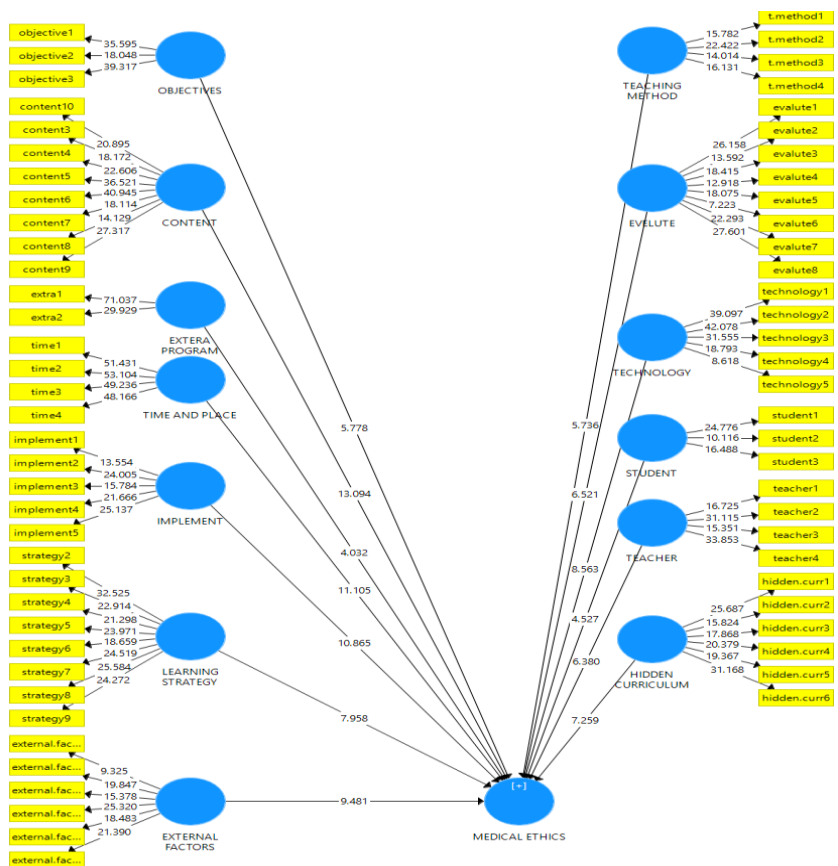 objective1
objective2
objective3
35.595
18.048
39.317
OBJECTIVES
content10
content3
content4
content5
content6
content7
content8
content9
20.895
18.172
22.606
36.521
40.945
18.114
14.129
27.317
CONTENT
extra1
extra2
71.037
29.929
EXTERA
PROGRAM
time1
time2
time3
time4
51.431
53.104
49.236
48.166
TIME AND PLACE
implement1
implement2
implement3
implement4
implement5
13.554
24.005
15.784
21.666
25.137
IMPLEMENT
strategy2
strategy3
strategy4
strategy5
strategy6
strategy7
strategy8
strategy9
32.525
22.914
21.298
23.971
18.659
24.519
25.584
24.272
LEARNING
STRATEGY
external.fac...
external.fac...
external.fac...
external.fac...
external.fac...
external.fac...
9.325
19.847
15.378
25.320
18.483
21.390
EXTERNAL
FACTORS
5.778
13.094
4.032
11.105
10.865
7.958
9.481
5.736
6.521
8.563
4.527
6.380
7.259
[+]
MEDICAL ETHICS
t.method1
t.method2
t.method3
t.method4
15.782
22.422
14.014
16.131
TEACHING
METHOD
evalute1
evalute2
evalute3
evalute4
evalute5
evalute6
evalute7
evalute8
26.158
13.592
18.415
12.918
18.075
7.223
22.293
27.601
EVELUTE
technology1
technology2
technology3
technology4
technology5
39.097
42.078
31.555
18.793
8.618
TECHNOLOGY
student1
student2
student3
24.776
10.116
16.488
STUDENT
teacher1
teacher2
teacher3
teacher4
16.725
31.115
15.351
33.853
TEACHER
hidden.curr1
hidden.curr2
hidden.curr3
hidden.curr4
hidden.curr5
hidden.curr6
25.687
15.824
17.868
20.379
19.367
31.168
HIDDEN
CURRICULUM